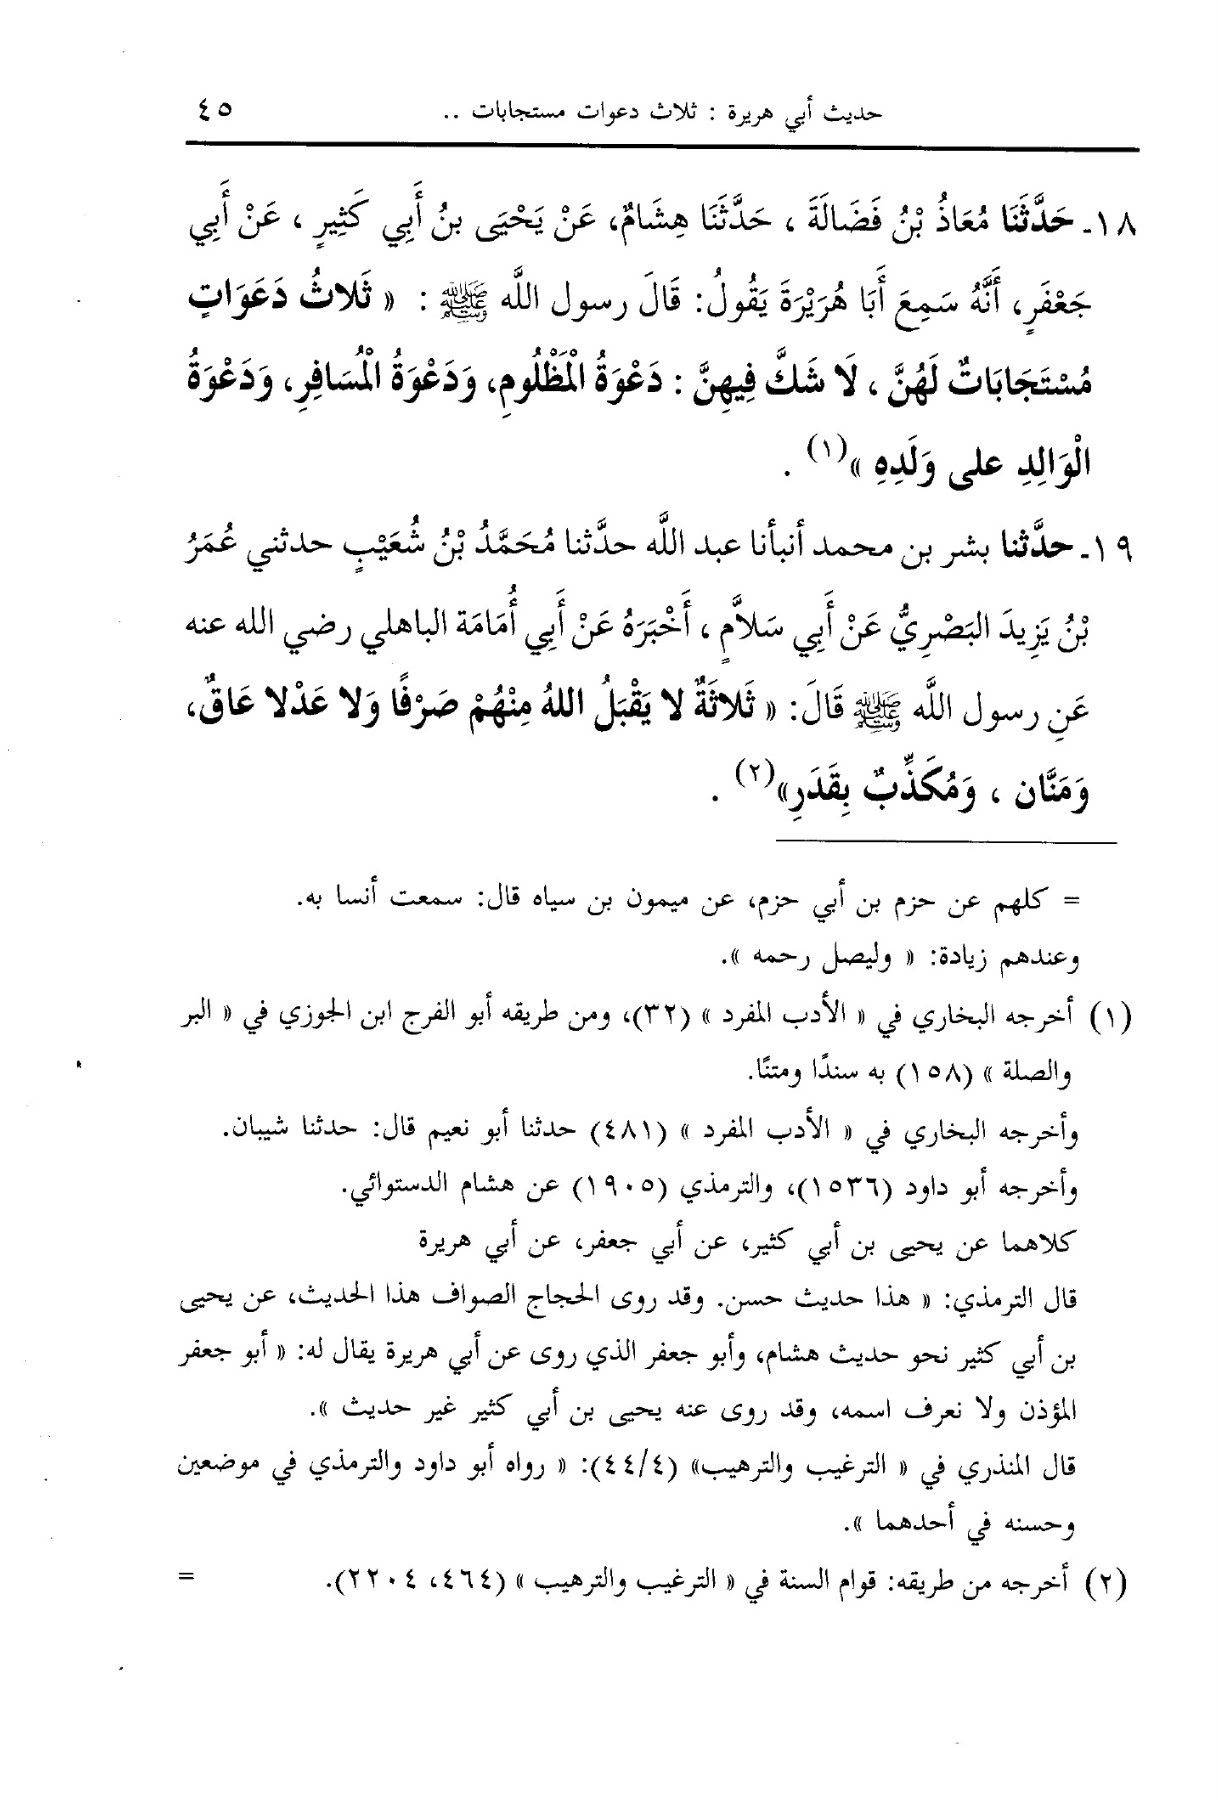 حديث أبي هريرة : ثلاث دعوات مستجابات .. ٤٥
١٨ـ حَدَّثَنَا مُعَاذُ بْنُ فَضَالَةَ ، حَدَّثَنَا هِشَامٌ، عَنْ يَحْيَى بنُ أَبِي كَثِيرٍ ، عَنْ أَبِي
جَعْفَرٍ، أَنَّهُ سَمِعَ أَبَا هُرَيْرَةَ يَقُولُ: قَالَ رسول اللَّه ﷺ : « ثَلاثُ دَعَوَاتٍ
مُسْتَجَابَاتٌ لَهُنَّ ، لَا شَكَّ فِيهِنَّ : دَعْوَةُ الْمَظْلُومِ، وَدَعْوَةُ الْمُسَافِرِ، وَدَعْوَةُ
الْوَالِدِ على وَلَدِهِ »(١) .
١٩ـ حدَّثنا بشر بن محمد أنبأنا عبد اللَّه حدَّثنا مُحَمَّدُ بْنُ شُعَيْبٍ حدثني عُمَرُ
بْنُ يَزِيدَ البَصْرِيُّ عَنْ أَبِي سَلاَّمٍ ، أَخْبَرَهُ عَنْ أَبِي أُمَامَة الباهلي رضي الله عنه
عَنِ رسول اللَّه ﷺ قَالَ: « ثَلاثَةٌ لا يَقْبَلُ اللهُ مِنْهُمْ صَرْفًا وَلا عَدْلا عَاقٌ،
وَمَنَّان ، وَمُكَذِّبٌ بِقَدَرِ»(٢) .
= كلهم عن حزم بن أبي حزم، عن ميمون بن سياه قال: سمعت أنسا به.
وعندهم زيادة: « وليصل رحمه ».
(١) أخرجه البخاري في « الأدب المفرد » (٣٢)، ومن طريقه أبو الفرج ابن الجوزي في « البر
والصلة » (١٥٨) به سندًا ومتنًا.
وأخرجه البخاري في « الأدب المفرد » (٤٨١) حدثنا أبو نعيم قال: حدثنا شيبان.
وأخرجه أبو داود (١٥٣٦)، والترمذي (١٩٠٥) عن هشام الدستوائي.
كلاهما عن يحيى بن أبي كثير، عن أبي جعفر، عن أبي هريرة
قال الترمذي: « هذا حديث حسن. وقد روى الحجاج الصواف هذا الحديث، عن يحيى
بن أبي كثير نحو حديث هشام، وأبو جعفر الذي روى عن أبي هريرة يقال له: « أبو جعفر
المؤذن ولا نعرف اسمه، وقد روى عنه يحيى بن أبي كثير غير حديث ».
قال المنذري في « الترغيب والترهيب» (٤٤/٤): « رواه أبو داود والترمذي في موضعين
وحسنه في أحدهما ».
(٢) أخرجه من طريقه: قوام السنة في « الترغيب والترهيب » (٤٦٤، ٢٢٠٤). =